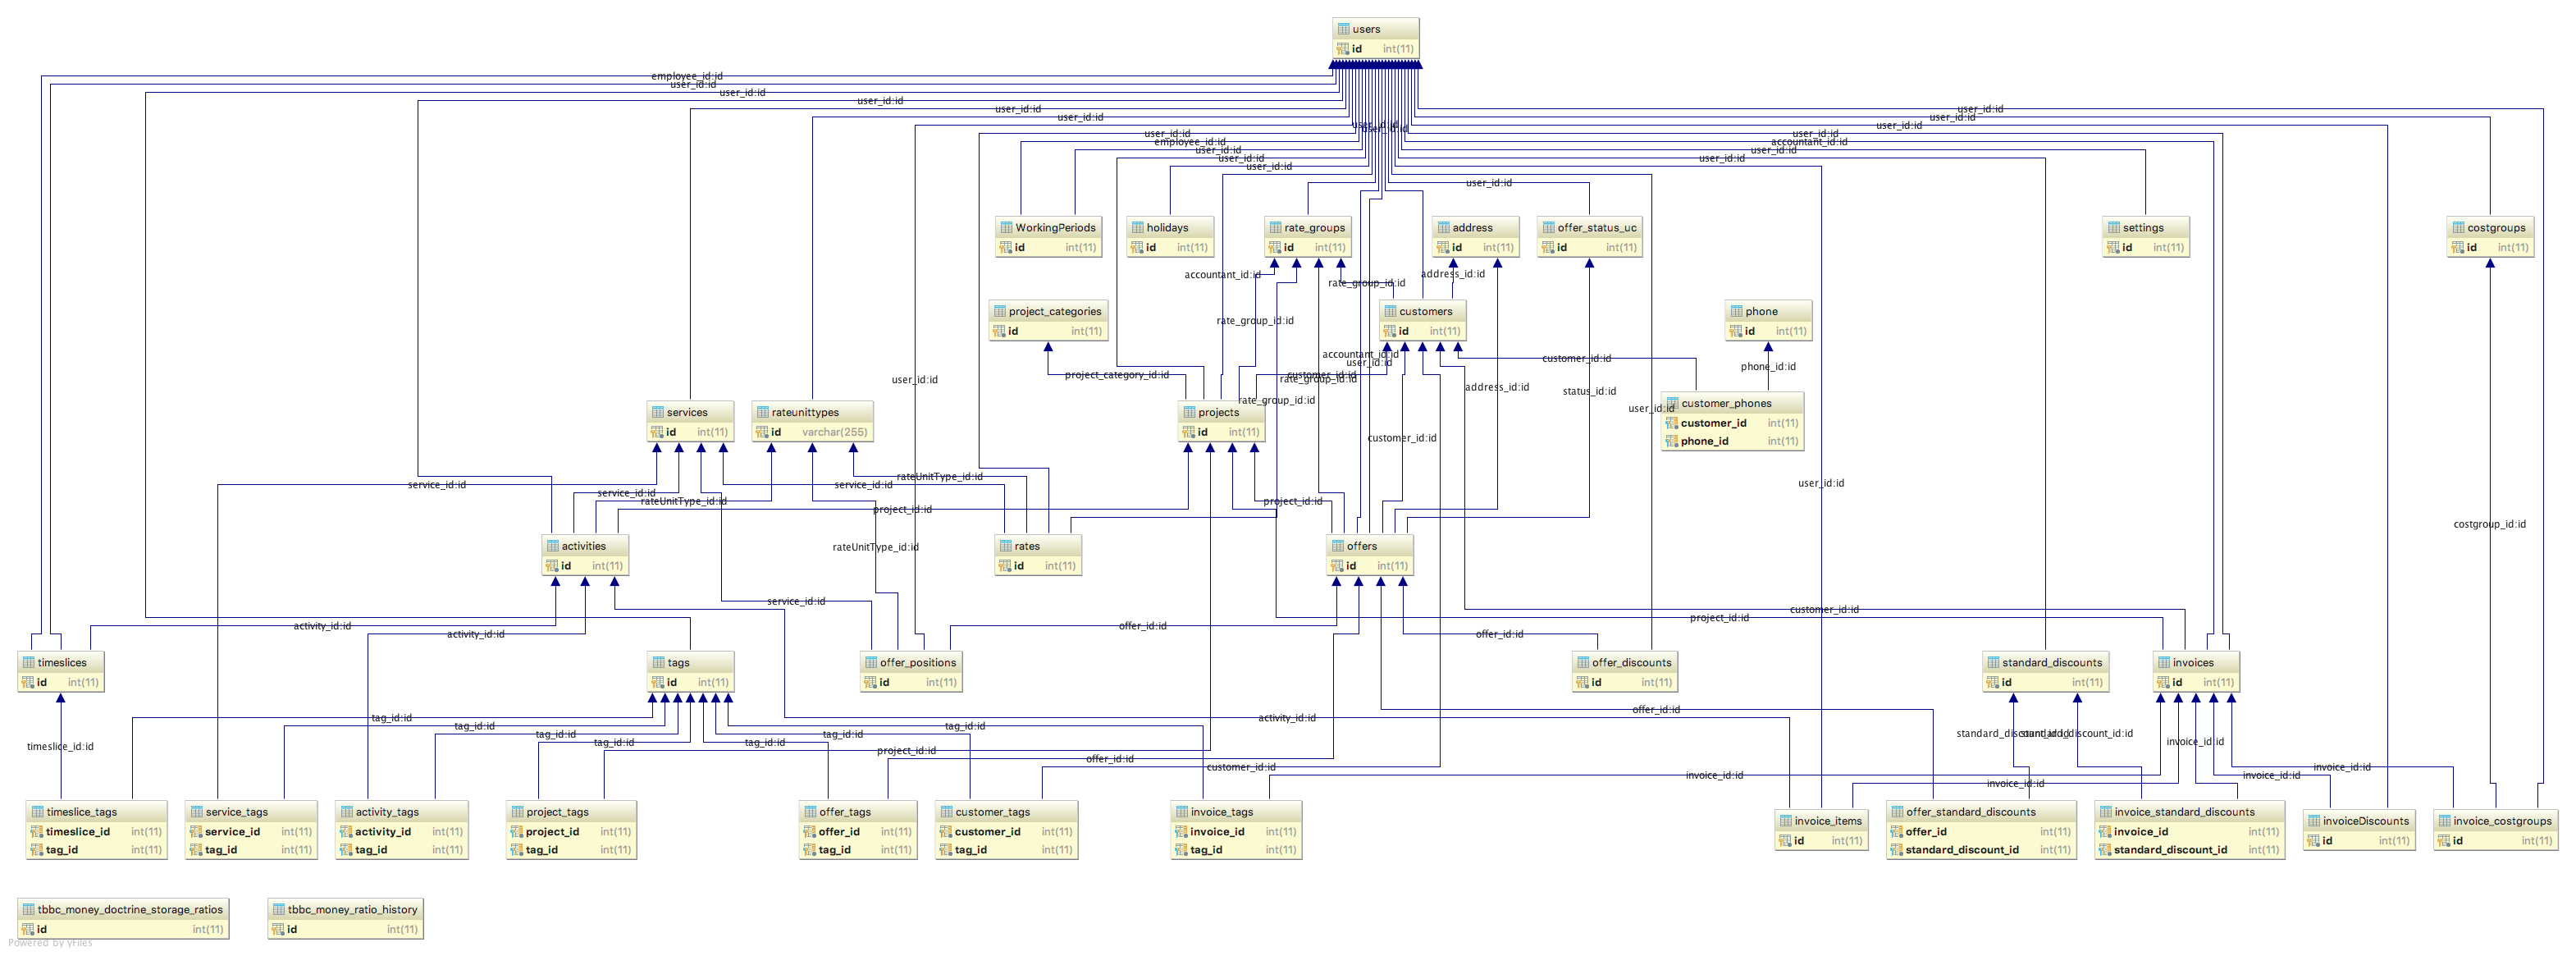 users
id int(11)
employee_id:id
user_id:id
user_id:id
user_id:id
user_id:id
user_id:id
user_id:id
user_id:id
user_id:id
user_id:id
user_id:id
user_id:id
user_id:id
user_id:id
employee_id:id
accountant_id:id
user_id:id
user_id:id
user_id:id
user_id:id
user_id:id
user_id:id
WorkingPeriods
id int(11)
holidays
id int(11)
rate_groups
id int(11)
address
id int(11)
offer_status_uc
id int(11)
settings
id int(11)
costgroups
id int(11)
accountant_id:id
address_id:id
rate_group_id:id
project_categories
id int(11)
customers
id int(11)
phone
id int(11)
rate_group_id:id
accountant_id:id
user_id:id
customer_id:id
phone_id:id
project_category_id:id
customer_id:id
rate_group_id:id
user_id:id
address_id:id
status_id:id
rate_group_id:id
user_id:id
services
id int(11)
rateunittypes
id varchar(255)
projects
id int(11)
customer_phones
customer_id int(11)
phone_id int(11)
customer_id:id
rateUnitType_id:id
service_id:id
service_id:id
service_id:id
rateUnitType_id:id
project_id:id
project_id:id
user_id:id
costgroup_id:id
activities
id int(11)
rates
id int(11)
offers
id int(11)
rateUnitType_id:id
service_id:id
customer_id:id
project_id:id
activity_id:id
activity_id:id
offer_id:id
offer_id:id
timeslices
id int(11)
tags
id int(11)
offer_positions
id int(11)
offer_discounts
id int(11)
standard_discounts
id int(11)
invoices
id int(11)
offer_id:id
tag_id:id
tag_id:id
tag_id:id
tag_id:id
tag_id:id
tag_id:id
tag_id:id
activity_id:id
timeslice_id:id
project_id:id
offer_id:id
customer_id:id
standard_discount_id:id
standard_discount_id:id
invoice_id:id
invoice_id:id
invoice_id:id
invoice_id:id
invoice_id:id
timeslice_tags
timeslice_id int(11)
tag_id int(11)
service_tags
service_id int(11)
tag_id int(11)
activity_tags
activity_id int(11)
tag_id int(11)
project_tags
project_id int(11)
tag_id int(11)
offer_tags
offer_id int(11)
tag_id int(11)
customer_tags
customer_id int(11)
tag_id int(11)
invoice_tags
invoice_id int(11)
tag_id int(11)
invoice_items
id int(11)
offer_standard_discounts
offer_id int(11)
standard_discount_id int(11)
invoice_standard_discounts
invoice_id int(11)
standard_discount_id int(11)
invoiceDiscounts
id int(11)
invoice_costgroups
id int(11)
tbbc_money_doctrine_storage_ratios
id int(11)
tbbc_money_ratio_history
id int(11)
Powered by yFiles